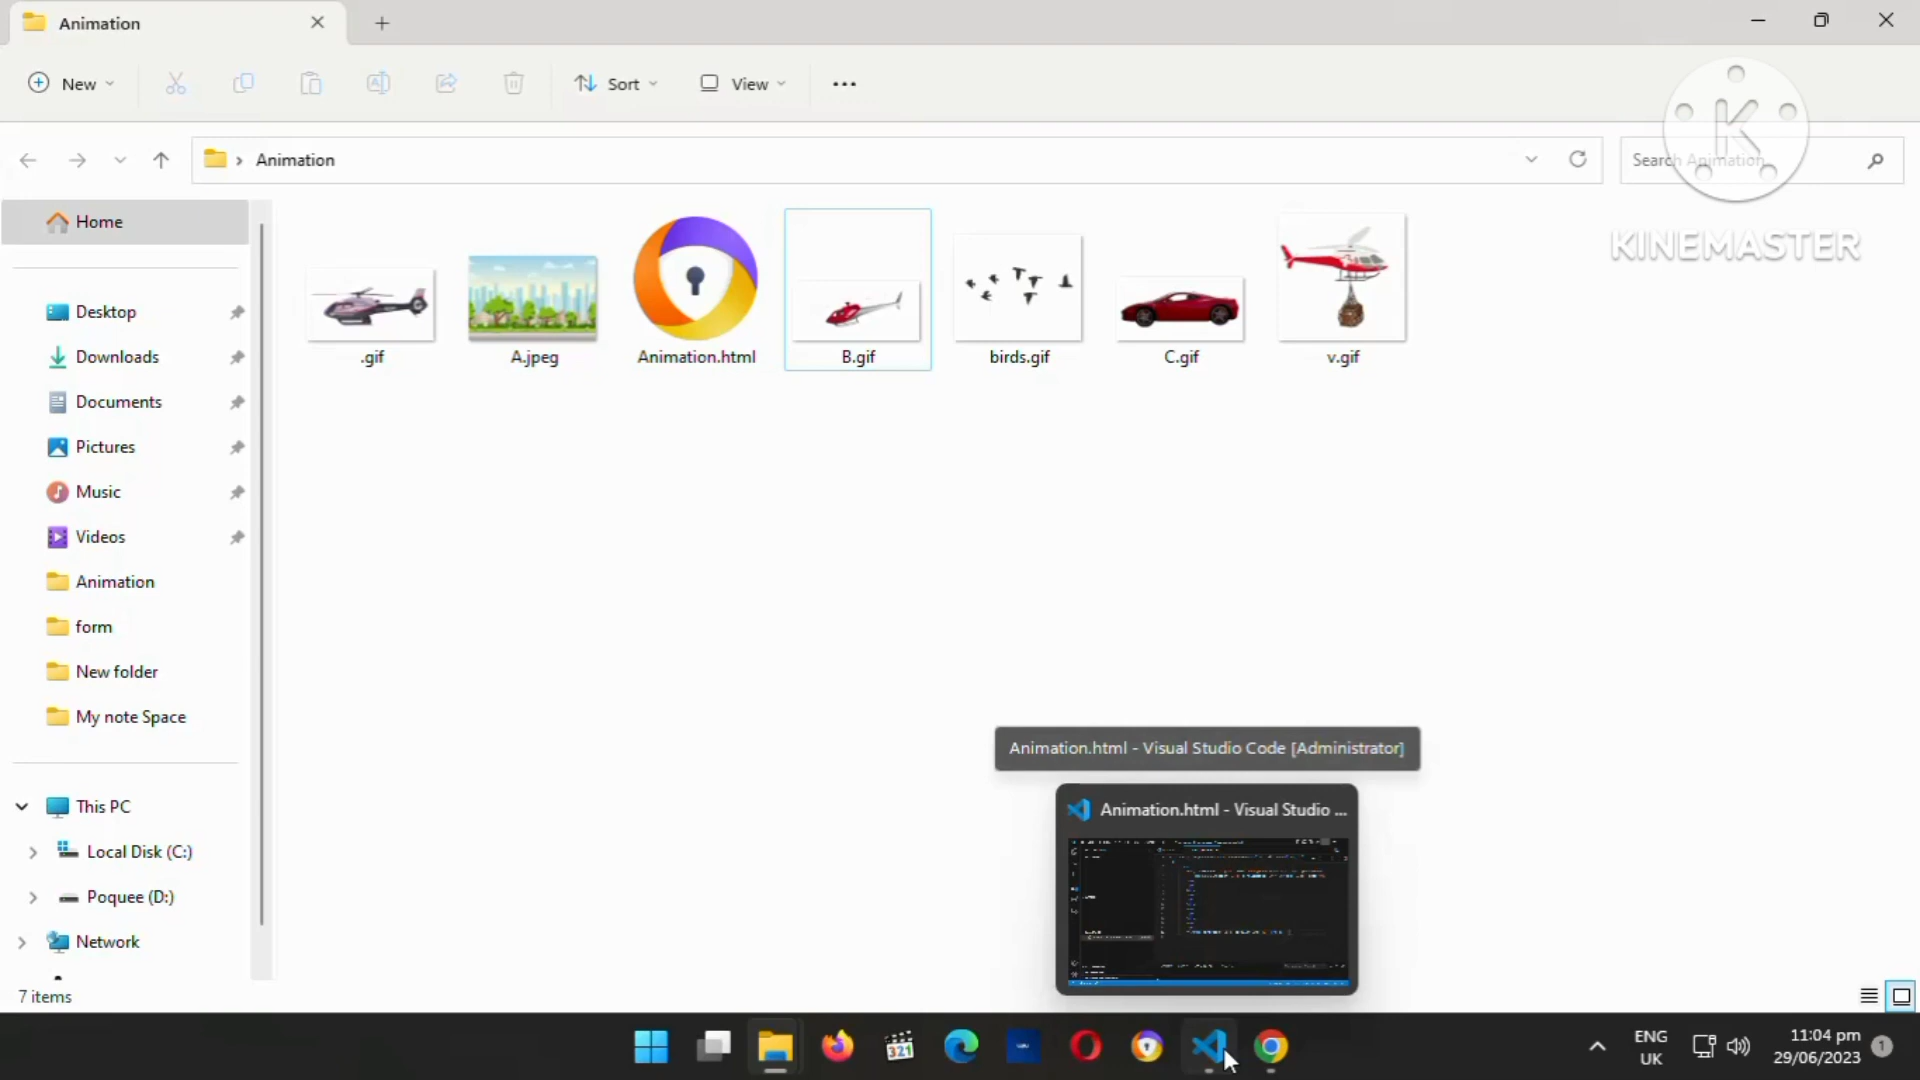 Animation
New
Sort
View
Animation
Search Animation
K
KINEMASTER
Home
Desktop
Downloads
Documents
Pictures
Music
Videos
Animation
form
New folder
My note Space
This PC
Local Disk (C:)
Poquee (D:)
Network
.gif
A.jpeg
Animation.html
B.gif
birds.gif
C.gif
v.gif
Animation.html - Visual Studio Code [Administrator]
Animation.html - Visual Studio ...
7 items
321
ENG
UK
11:04 pm
29/06/2023
1